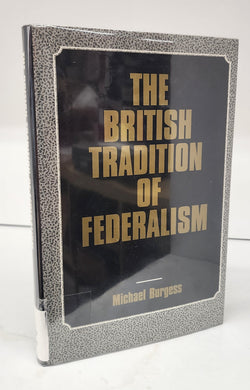 THE
BRITISH
TRADITION
OF
FEDERALISM
Michael Burgess